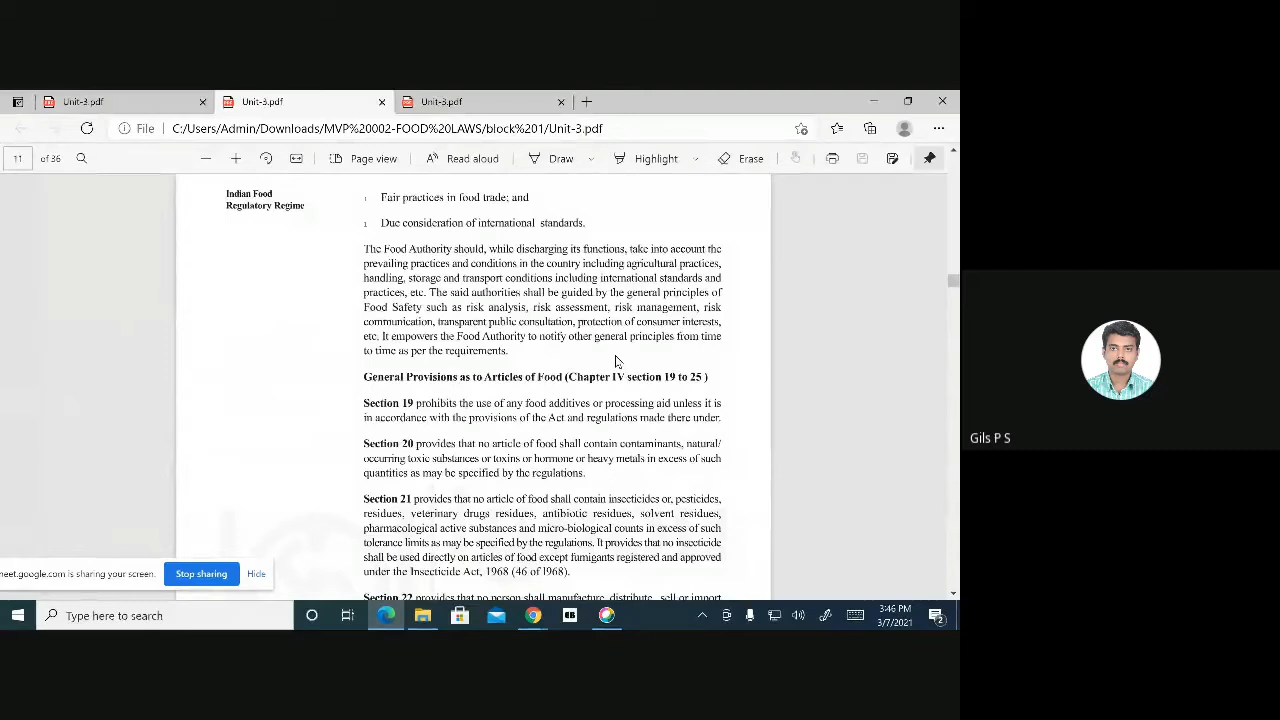 Unit-3.pdf
Unit-3.pdf
Unit-3.pdf
File
C:/Users/Admin/Downloads/MVP%20002-FOOD%20LAWS/block%201/Unit-3.pdf
11
of 36
Page view
Read aloud
Draw
Highlight
Erase
Indian Food
Regulatory Regime
l Fair practices in food trade; and
l Due consideration of international standards.
The Food Authority should, while discharging its functions, take into account the
prevailing practices and conditions in the country including agricultural practices,
handling, storage and transport conditions including international standards and
practices, etc. The said authorities shall be guided by the general principles of
Food Safety such as risk analysis, risk assessment, risk management, risk
communication, transparent public consultation, protection of consumer interests,
etc. It empowers the Food Authority to notify other general principles from time
to time as per the requirements.
General Provisions as to Articles of Food (Chapter IV section 19 to 25 )
Section 19 prohibits the use of any food additives or processing aid unless it is
in accordance with the provisions of the Act and regulations made there under.
Section 20 provides that no article of food shall contain contaminants, natural/
occurring toxic substances or toxins or hormone or heavy metals in excess of such
quantities as may be specified by the regulations.
Section 21 provides that no article of food shall contain insecticides or, pesticides,
residues, veterinary drugs residues, antibiotic residues, solvent residues,
pharmacological active substances and micro-biological counts in excess of such
tolerance limits as may be specified by the regulations. It provides that no insecticide
shall be used directly on articles of food except fumigants registered and approved
under the Insecticide Act, 1968 (46 of 1968).
Section 22 provides that no person shall manufacture, distribute, sell or import
meet.google.com is sharing your screen.
Stop sharing
Hide
Type here to search
3:46 PM
3/7/2021
2
Gils P S